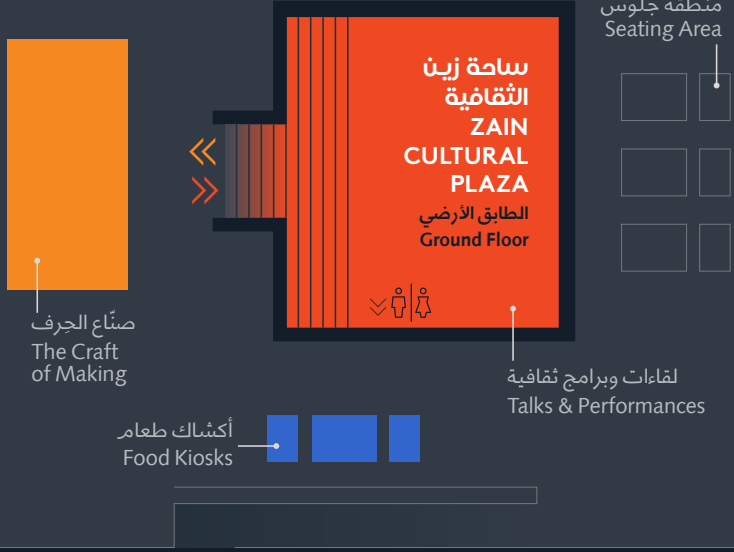 منطقة جلوس
Seating Area
ساحة زين
الثقافية
ZAIN
CULTURAL
PLAZA
الطابق الأرضي
Ground Floor
صنّاع الحِرف
The Craft
of Making
لقاءات وبرامج ثقافية
Talks & Performances
أكشاك طعام
Food Kiosks